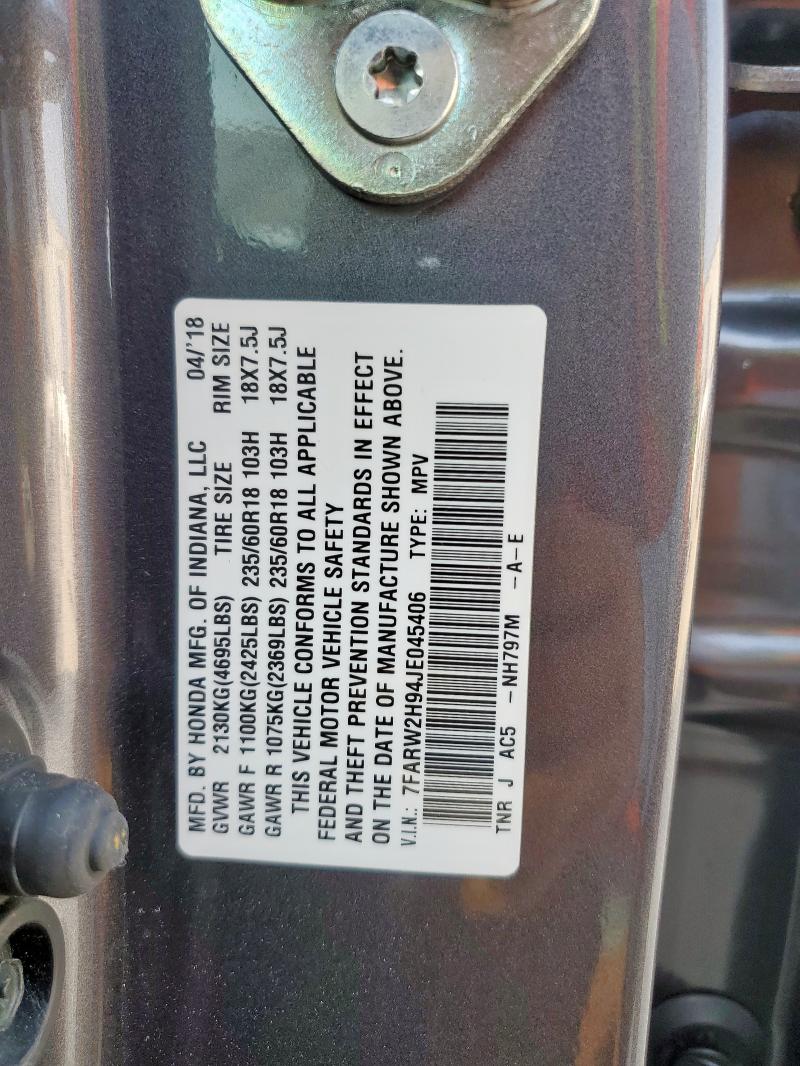 MFD. BY HONDA MFG. OF INDIANA, LLC 04/'18
GVWR 2130KG(4695LBS) TIRE SIZE RIM SIZE
GAWR F 1100KG(2425LBS) 235/60R18 103H 18X7.5J
GAWR R 1075KG(2369LBS) 235/60R18 103H 18X7.5J
THIS VEHICLE CONFORMS TO ALL APPLICABLE
FEDERAL MOTOR VEHICLE SAFETY
AND THEFT PREVENTION STANDARDS IN EFFECT
ON THE DATE OF MANUFACTURE SHOWN ABOVE.
V.I.N.: 7FARW2H94JE045406 TYPE: MPV
TNR J AC5 -NH797M -A-E